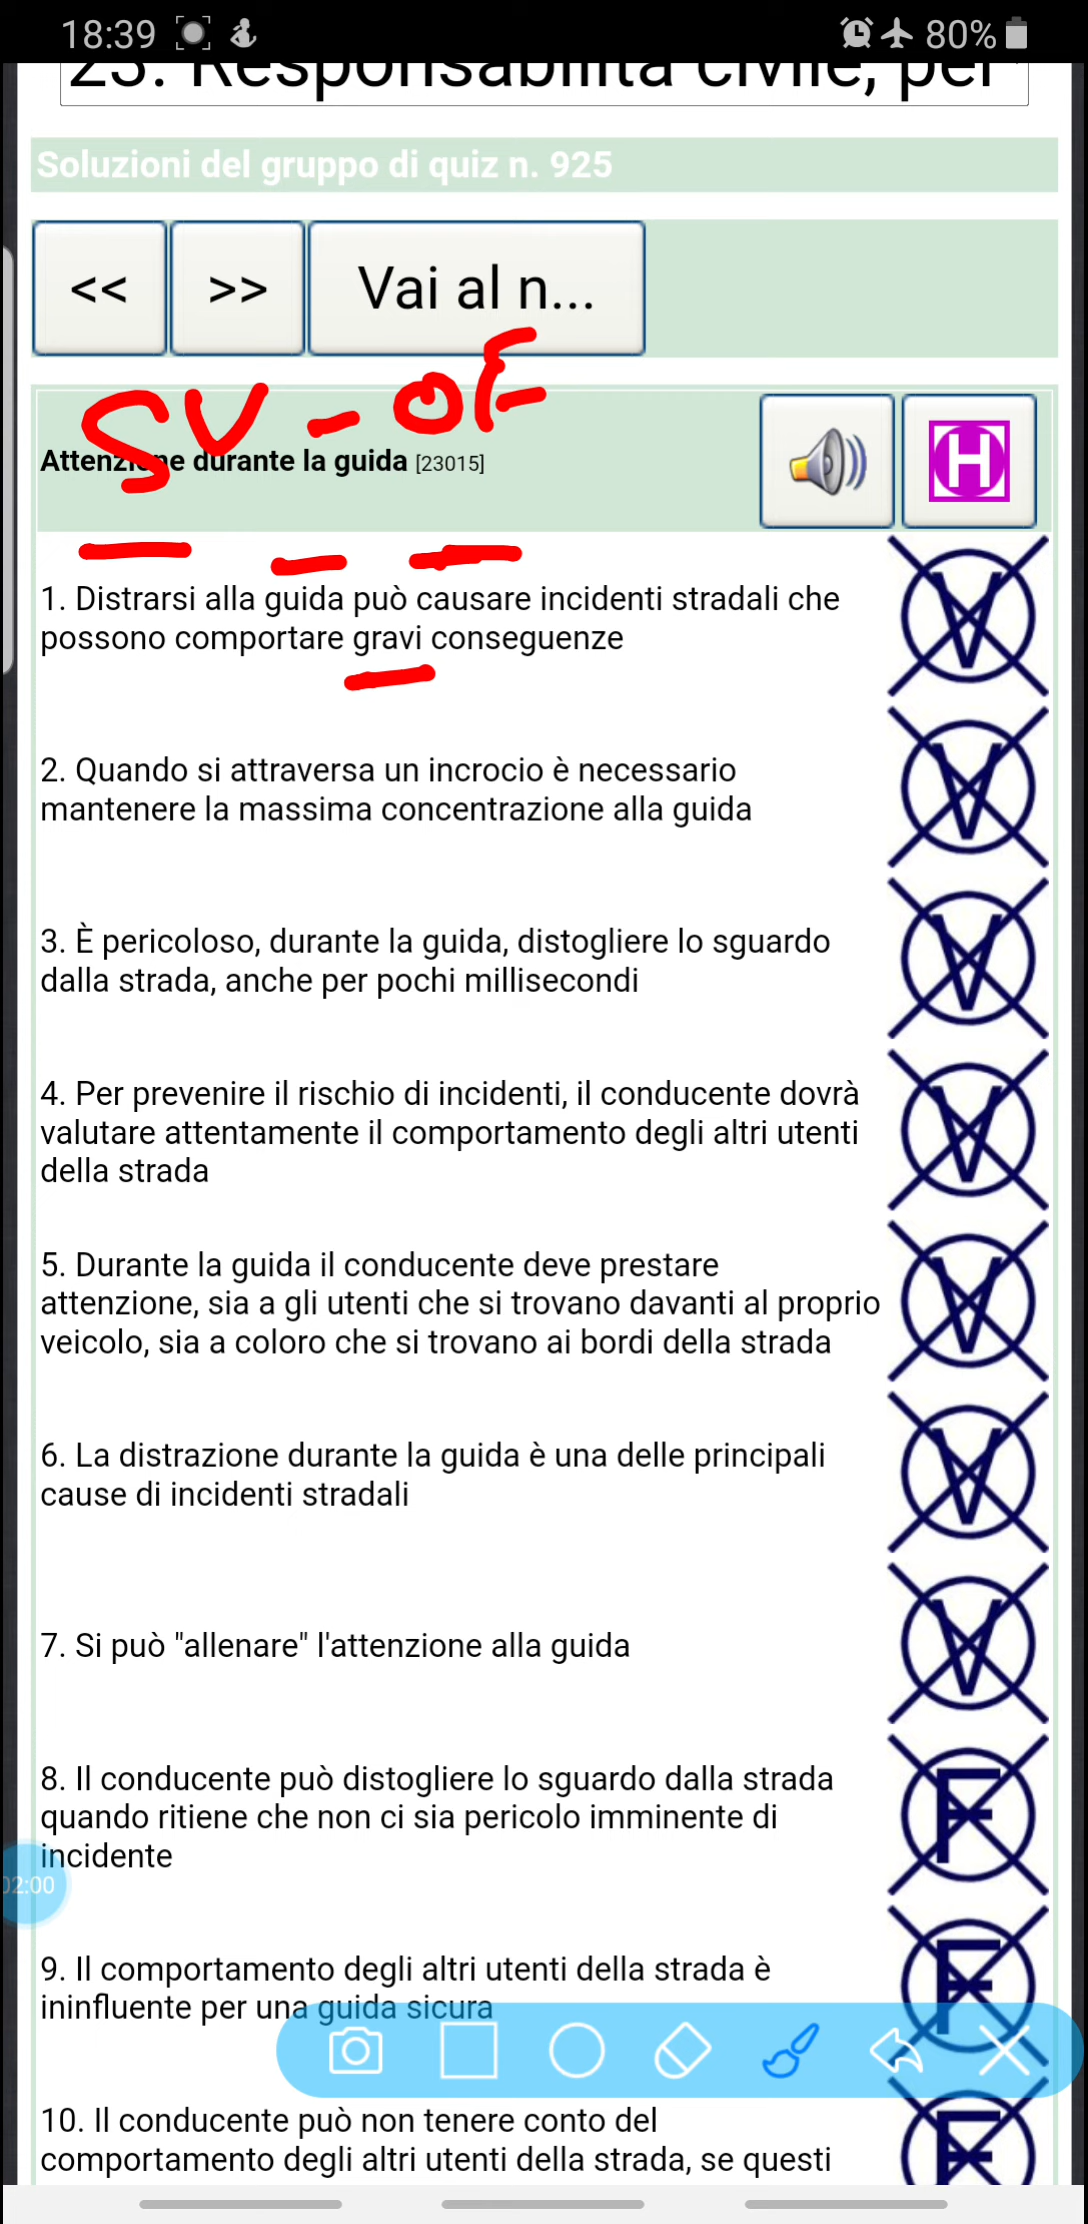 18:39
80%
23. Responsabilità civile, per
Soluzioni del gruppo di quiz n. 925
<< >> Vai al n...
SV - OF
Attenzione durante la guida [23015]
H
1. Distrarsi alla guida può causare incidenti stradali che
possono comportare gravi conseguenze
V
2. Quando si attraversa un incrocio è necessario
mantenere la massima concentrazione alla guida
V
3. È pericoloso, durante la guida, distogliere lo sguardo
dalla strada, anche per pochi millisecondi
V
4. Per prevenire il rischio di incidenti, il conducente dovrà
valutare attentamente il comportamento degli altri utenti
della strada
V
5. Durante la guida il conducente deve prestare
attenzione, sia a gli utenti che si trovano davanti al proprio
veicolo, sia a coloro che si trovano ai bordi della strada
V
6. La distrazione durante la guida è una delle principali
cause di incidenti stradali
V
7. Si può "allenare" l'attenzione alla guida
V
8. Il conducente può distogliere lo sguardo dalla strada
quando ritiene che non ci sia pericolo imminente di
incidente
F
02:00
9. Il comportamento degli altri utenti della strada è
ininfluente per una guida sicura
F
10. Il conducente può non tenere conto del
comportamento degli altri utenti della strada, se questi
F